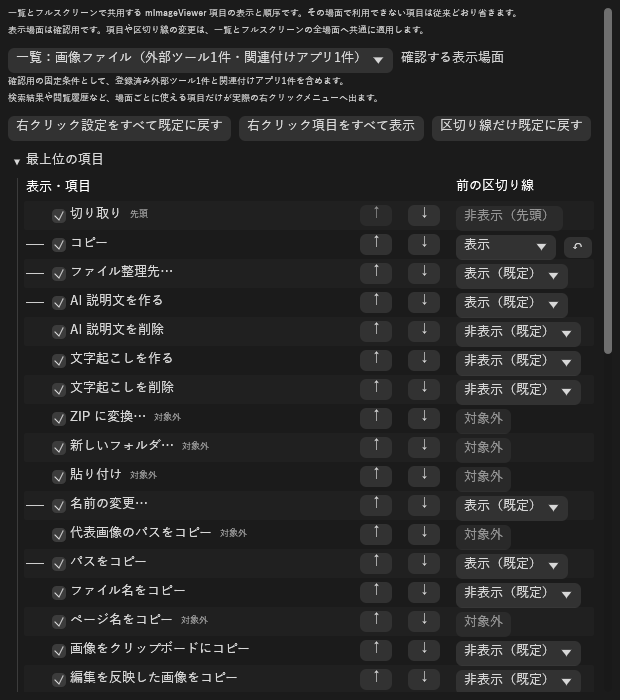 一覧とフルスクリーンで共用する mImageViewer 項目の表示と順序です。その場面で利用できない項目は従来どおり省きます。
表示場面は確認用です。項目や区切り線の変更は、一覧とフルスクリーンの全場面へ共通に適用します。
一覧：画像ファイル（外部ツール1件・関連付けアプリ1件） ▼ 確認する表示場面
確認用の固定条件として、登録済み外部ツール1件と関連付けアプリ1件を含めます。
検索結果や閲覧履歴など、場面ごとに使える項目だけが実際の右クリックメニューへ出ます。
右クリック設定をすべて既定に戻す 右クリック項目をすべて表示 区切り線だけ既定に戻す
▼ 最上位の項目
表示・項目 前の区切り線
切り取り 先頭 ↑ ↓ 非表示（先頭）
コピー ↑ ↓ 表示 ▼
ファイル整理先… ↑ ↓ 表示（既定） ▼
AI 説明文を作る ↑ ↓ 表示（既定） ▼
AI 説明文を削除 ↑ ↓ 非表示（既定） ▼
文字起こしを作る ↑ ↓ 非表示（既定） ▼
文字起こしを削除 ↑ ↓ 非表示（既定） ▼
ZIP に変換… 対象外 ↑ ↓ 対象外
新しいフォルダ… 対象外 ↑ ↓ 対象外
貼り付け 対象外 ↑ ↓ 対象外
名前の変更… ↑ ↓ 表示（既定） ▼
代表画像のパスをコピー 対象外 ↑ ↓ 対象外
パスをコピー ↑ ↓ 表示（既定） ▼
ファイル名をコピー ↑ ↓ 非表示（既定） ▼
ページ名をコピー 対象外 ↑ ↓ 対象外
画像をクリップボードにコピー ↑ ↓ 非表示（既定） ▼
編集を反映した画像をコピー ↑ ↓ 非表示（既定） ▼